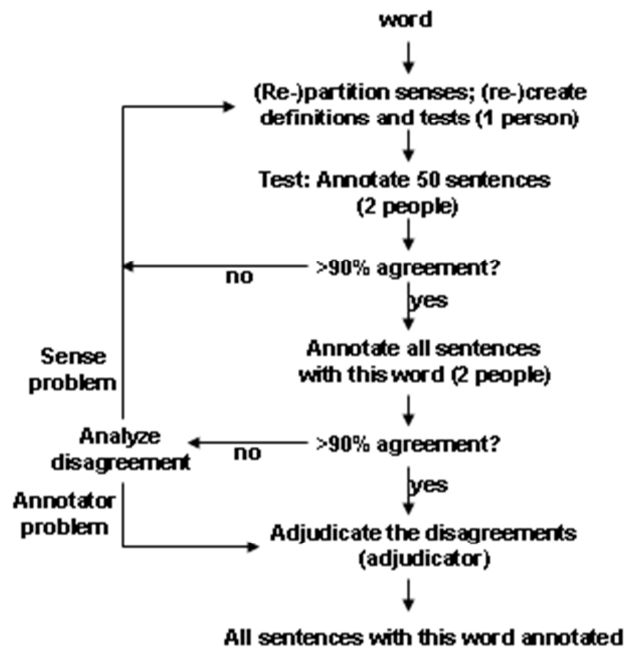 word
(Re-)partition senses; (re-)create
definitions and tests (1 person)
Test: Annotate 50 sentences
(2 people)
>90% agreement?
no
yes
Annotate all sentences
with this word (2 people)
Sense
problem
>90% agreement?
no
Analyze
disagreement
yes
Annotator
problem
Adjudicate the disagreements
(adjudicator)
All sentences with this word annotated